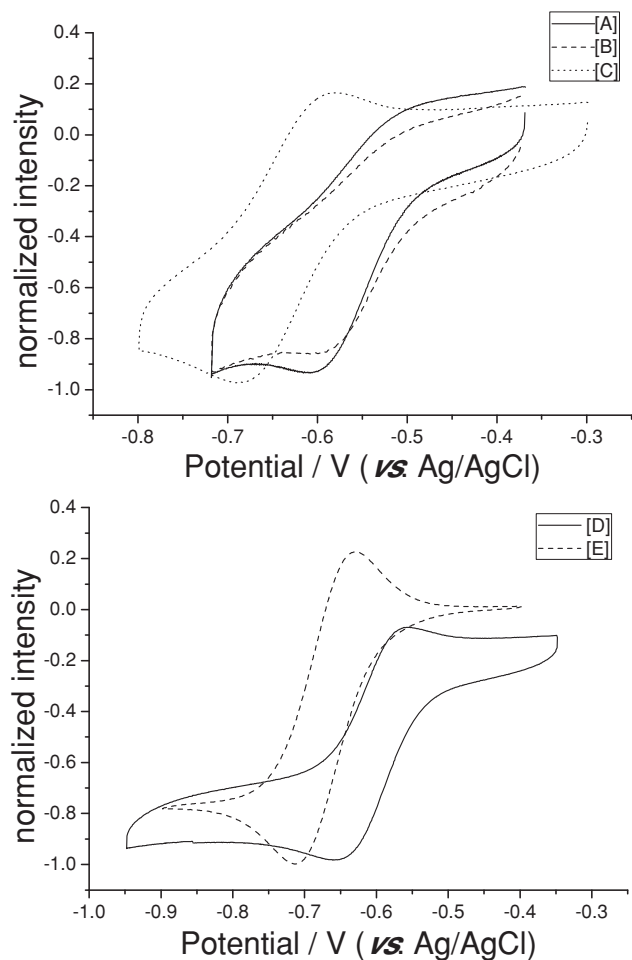 0.4
[A]
[B]
[C]
0.2
0.0
-0.2
-0.4
-0.6
-0.8
-1.0
normalized intensity
-0.8 -0.7 -0.6 -0.5 -0.4 -0.3
Potential / V (vs. Ag/AgCl)
0.4
[D]
[E]
0.2
0.0
-0.2
-0.4
-0.6
-0.8
-1.0
normalized intensity
-1.0 -0.9 -0.8 -0.7 -0.6 -0.5 -0.4 -0.3
Potential / V (vs. Ag/AgCl)